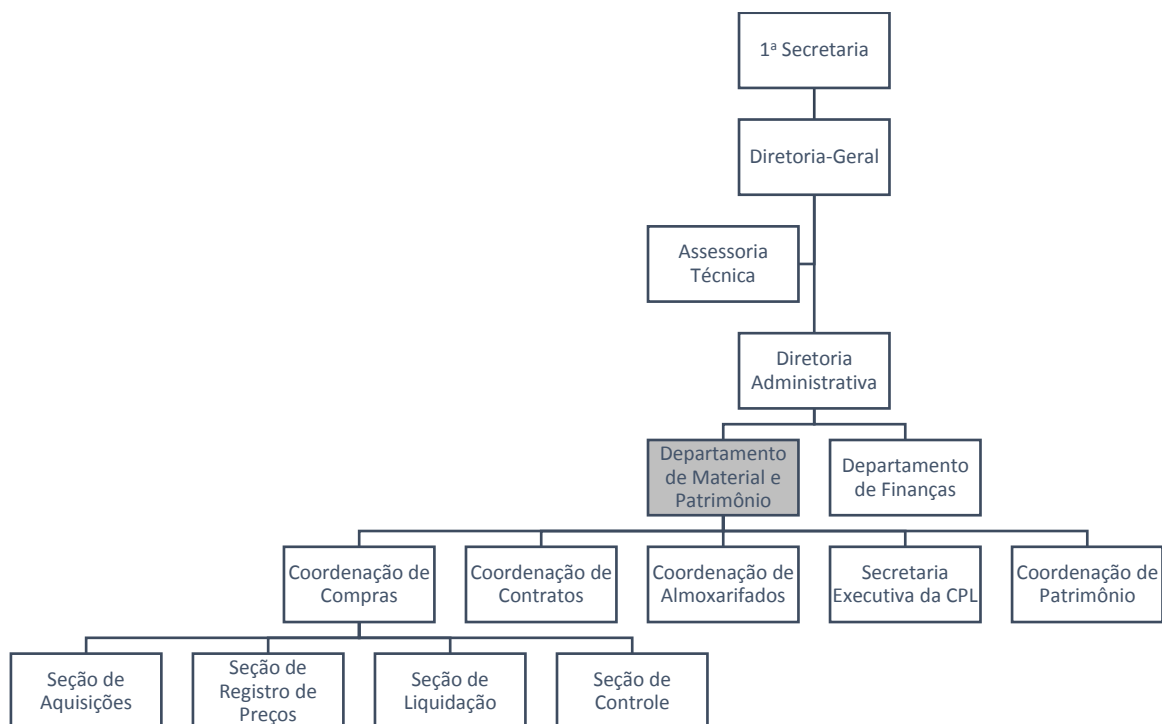 1ª Secretaria
Diretoria-Geral
Assessoria
Técnica
Diretoria
Administrativa
Departamento
de Material e
Patrimônio
Departamento
de Finanças
Coordenação de
Compras
Coordenação de
Contratos
Coordenação de
Almoxarifados
Secretaria
Executiva da CPL
Coordenação de
Patrimônio
Seção de
Aquisições
Seção de
Registro de
Preços
Seção de
Liquidação
Seção de
Controle